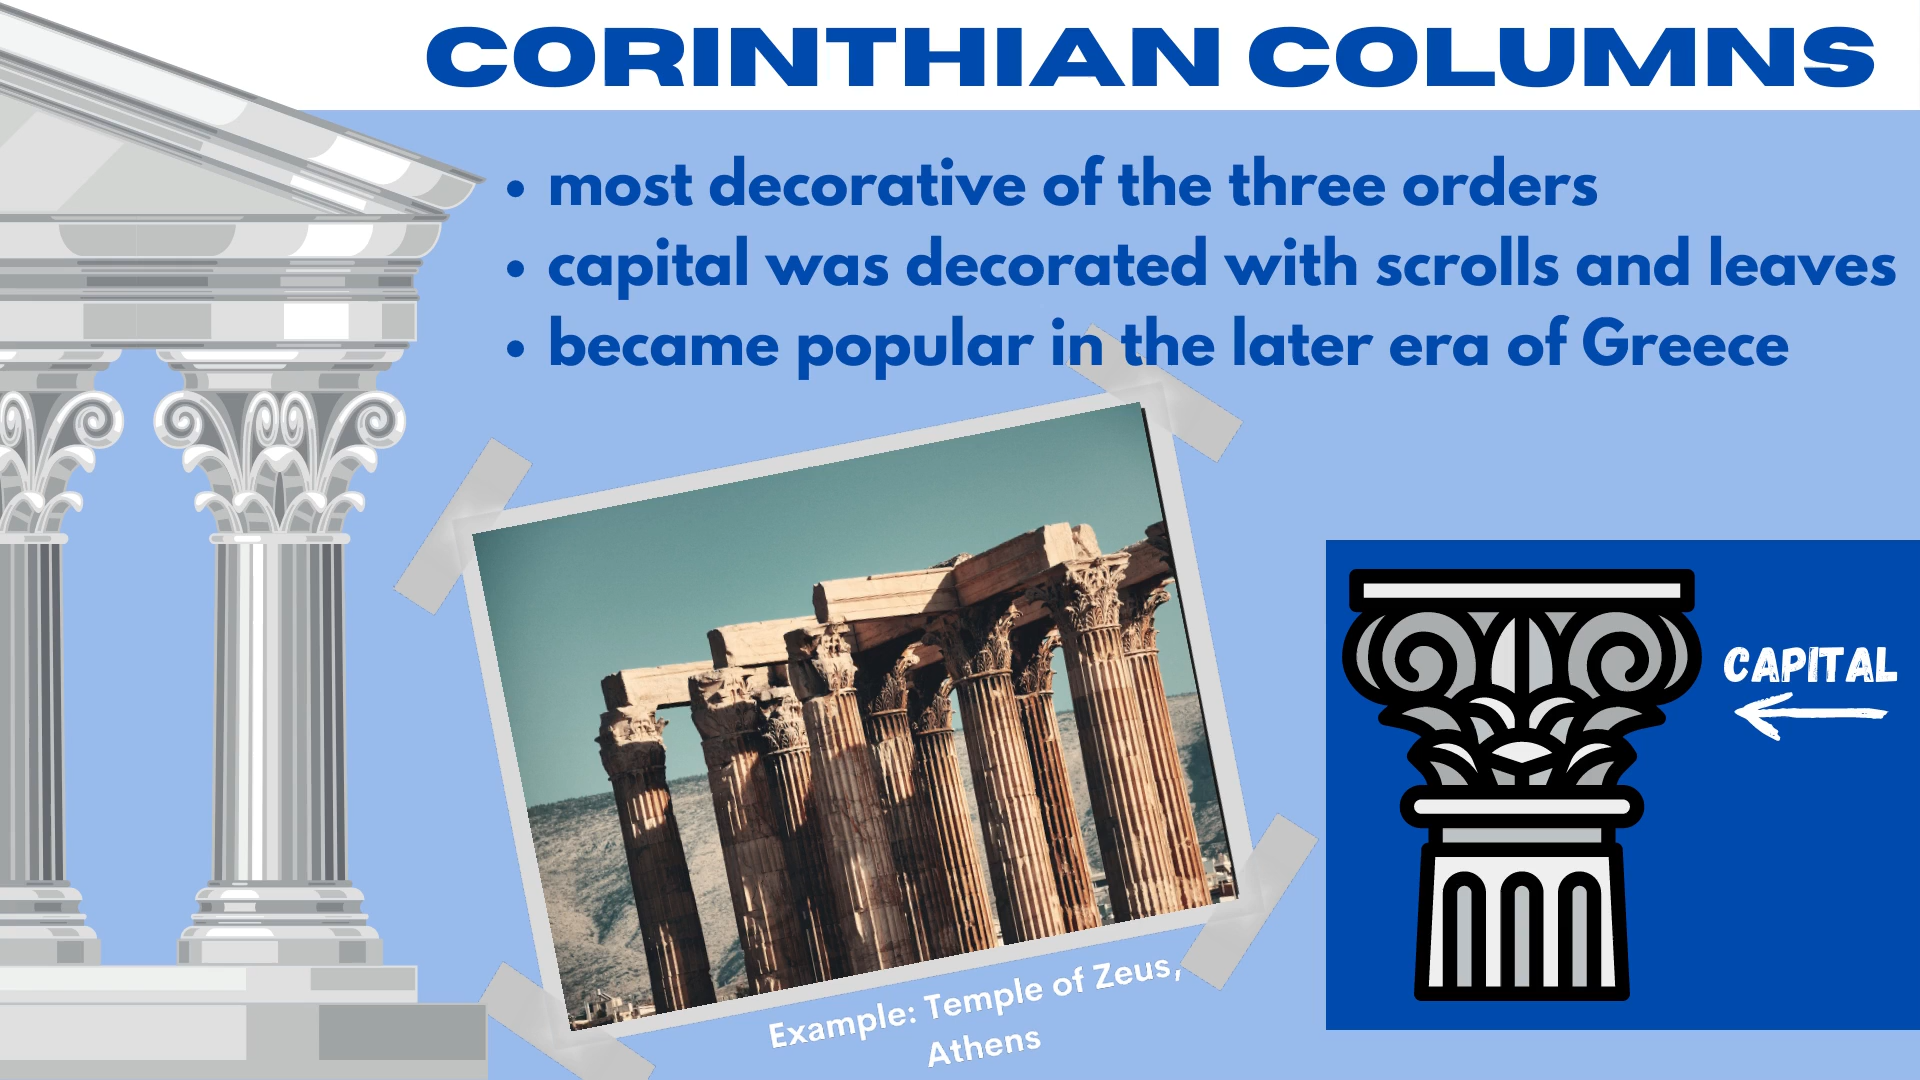 CORINTHIAN COLUMNS
• most decorative of the three orders
• capital was decorated with scrolls and leaves
• became popular in the later era of Greece
CAPITAL
Example: Temple of Zeus,
Athens